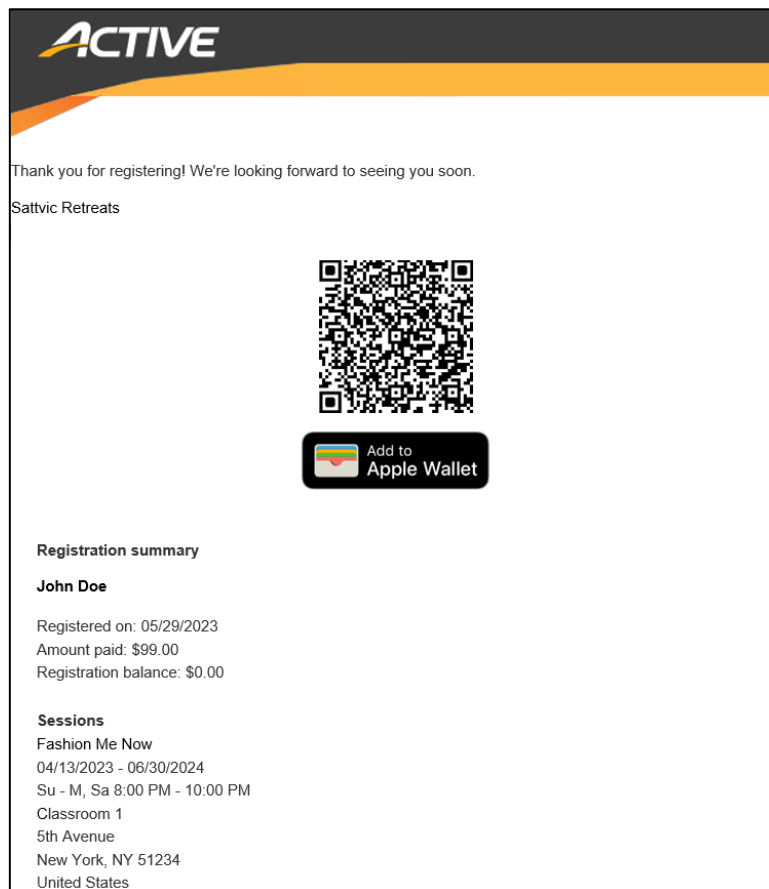 ACTIVE
Thank you for registering! We're looking forward to seeing you soon.
Sattvic Retreats
Add to
Apple Wallet
Registration summary
John Doe
Registered on: 05/29/2023
Amount paid: $99.00
Registration balance: $0.00
Sessions
Fashion Me Now
04/13/2023 - 06/30/2024
Su - M, Sa 8:00 PM - 10:00 PM
Classroom 1
5th Avenue
New York, NY 51234
United States